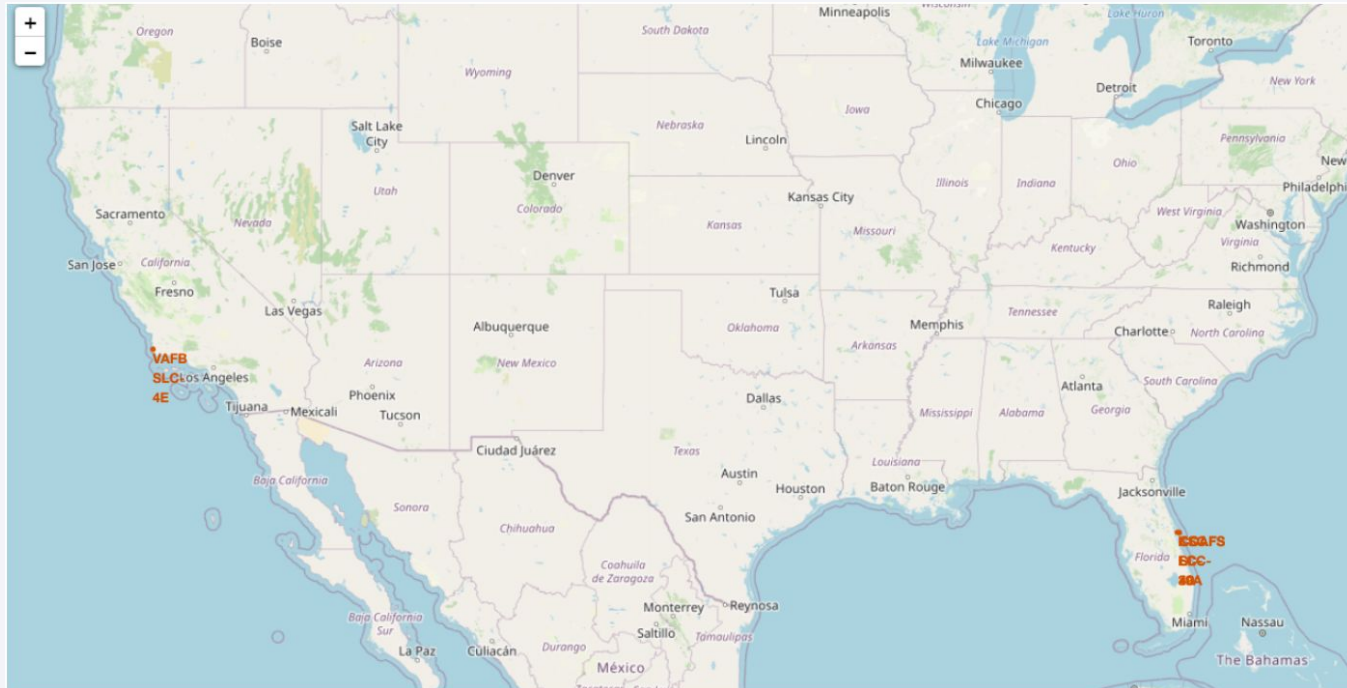 +
−
Oregon
Boise
South Dakota
Minneapolis
Wisconsin
Lake Michigan
Lake Huron
Toronto
Wyoming
Milwaukee
Detroit
New York
Chicago
Iowa
Nebraska
Salt Lake
City
Lincoln
Pennsylvania
New
Ohio
Illinois
Indiana
Philadelphi
Utah
Denver
Colorado
Kansas City
Kansas
Missouri
West Virginia
Washington
Sacramento
Nevada
Virginia
Kentucky
Richmond
San Jose
California
Fresno
Las Vegas
Tulsa
Raleigh
Albuquerque
Oklahoma
Memphis
Tennessee
Charlotte
North Carolina
VAFB
SLC-
4E
Los Angeles
Arizona
New Mexico
Arkansas
Phoenix
Tucson
Tijuana
Mexicali
Dallas
Atlanta
South Carolina
Mississippi
Alabama
Georgia
Ciudad Juárez
Texas
Louisiana
Baton Rouge
Austin
Houston
Jacksonville
San Antonio
Baja California
Sonora
Chihuahua
Florida
Coahuila
de Zaragoza
Monterrey
Reynosa
Saltillo
Tamaulipas
Miami
Nassau
The Bahamas
Baja California
Sur
La Paz
Culiacán
Durango
México